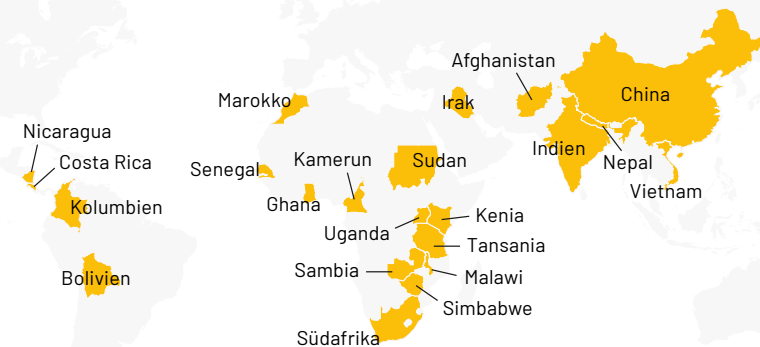 Afghanistan
China
Marokko
Irak
Nicaragua
Costa Rica
Senegal
Kamerun
Sudan
Indien
Nepal
Vietnam
Kolumbien
Ghana
Uganda
Kenia
Tansania
Bolivien
Sambia
Malawi
Simbabwe
Südafrika